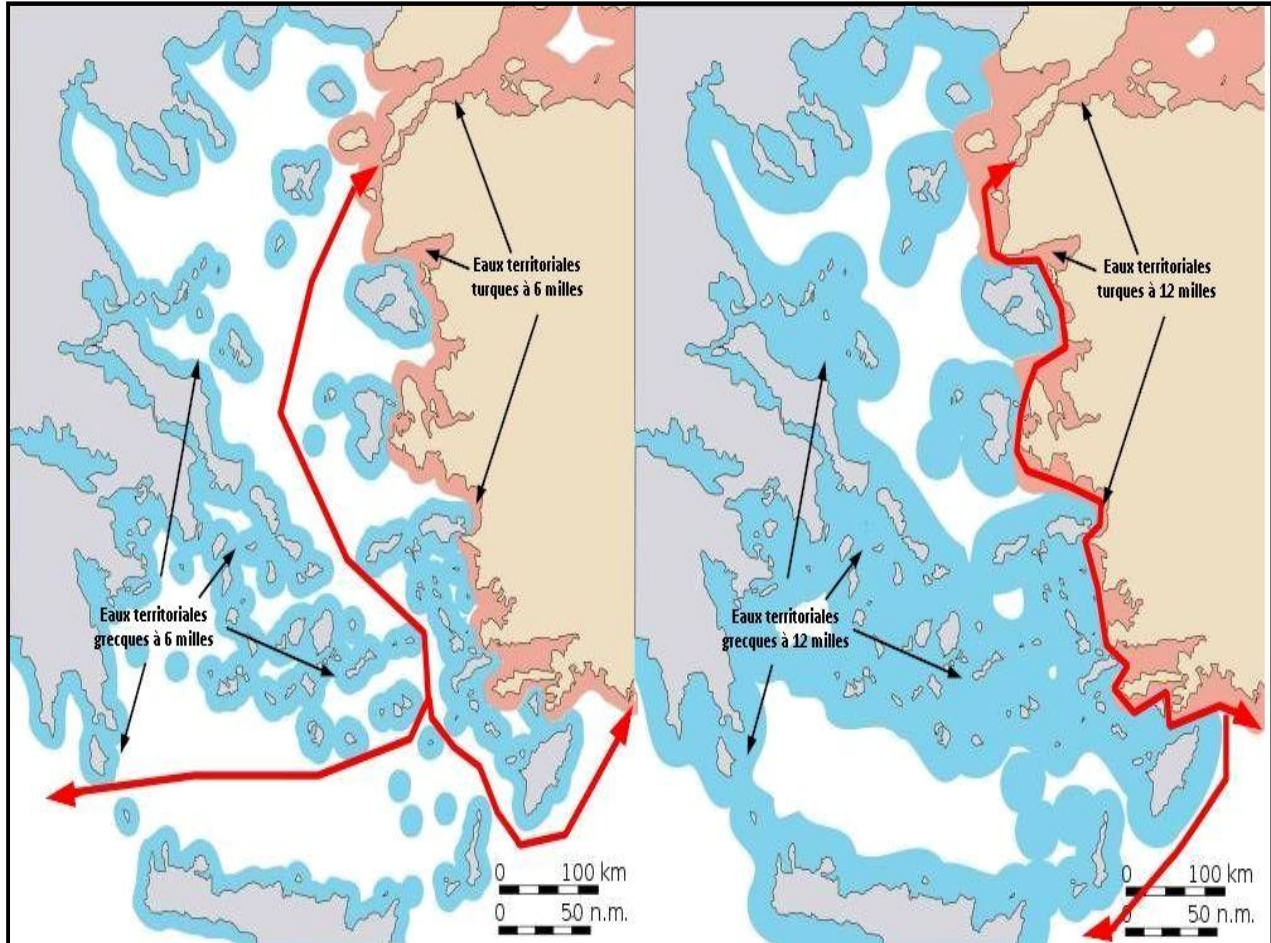 Eaux territoriales
turques à 6 milles
Eaux territoriales
grecques à 6 milles
0 100 km
0 50 n.m.
Eaux territoriales
turques à 12 milles
Eaux territoriales
grecques à 12 milles
0 100 km
0 50 n.m.